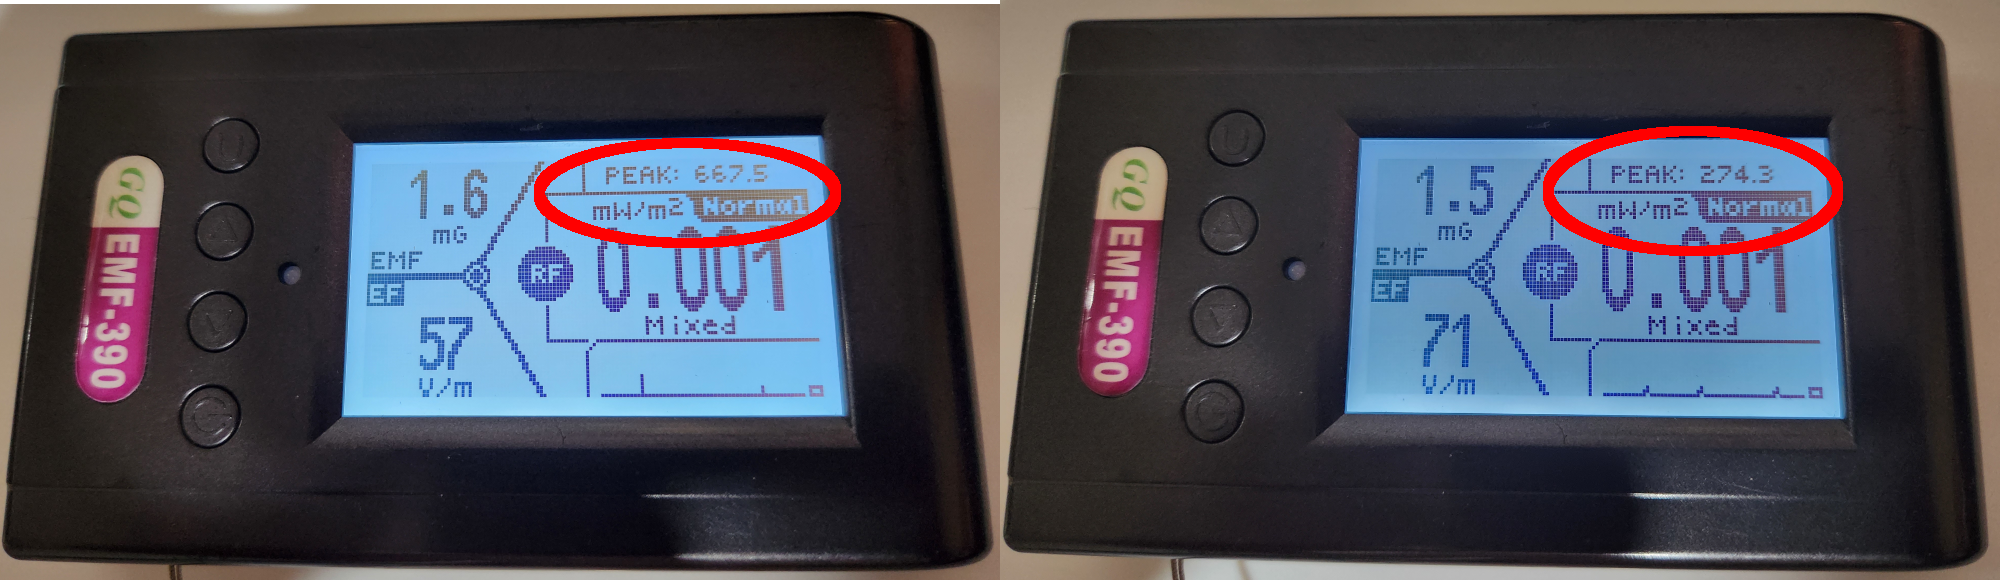 GQ EMF-390
U
PEAK: 667.5
1.6
mW/m² Normal
mG
EMF
RF
0.001
EF
Mixed
57
V/m
GQ EMF-390
U
PEAK: 274.3
1.5
mW/m² Normal
mG
EMF
RF
0.001
EF
Mixed
71
V/m